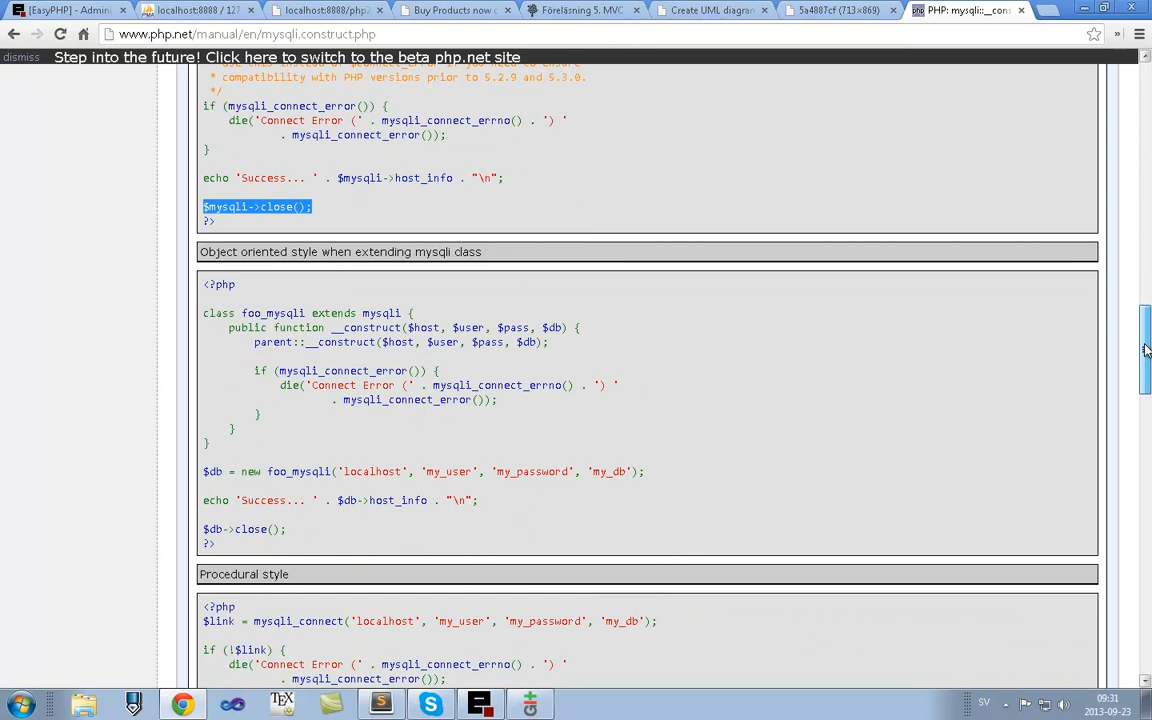 [EasyPHP] - Admini
localhost:8888 / 127
localhost:8888/php2
Buy Products now c
Föreläsning 5. MVC
Create UML diagram
5a4887cf (713×869)
PHP: mysqli::__cons
www.php.net/manual/en/mysqli.construct.php
dismiss Step into the future! Click here to switch to the beta php.net site
* compatibility with PHP versions prior to 5.2.9 and 5.3.0.
*/
if (mysqli_connect_error()) {
die('Connect Error (' . mysqli_connect_errno() . ') '
. mysqli_connect_error());
}
echo 'Success... ' . $mysqli->host_info . "\n";
$mysqli->close();
?>
Object oriented style when extending mysqli class
<?php
class foo_mysqli extends mysqli {
public function __construct($host, $user, $pass, $db) {
parent::__construct($host, $user, $pass, $db);
if (mysqli_connect_error()) {
die('Connect Error (' . mysqli_connect_errno() . ') '
. mysqli_connect_error());
}
}
}
$db = new foo_mysqli('localhost', 'my_user', 'my_password', 'my_db');
echo 'Success... ' . $db->host_info . "\n";
$db->close();
?>
Procedural style
<?php
$link = mysqli_connect('localhost', 'my_user', 'my_password', 'my_db');
if (!$link) {
die('Connect Error (' . mysqli_connect_errno() . ') '
. mysqli_connect_error());
TEX
SV
09:31
2013-09-23